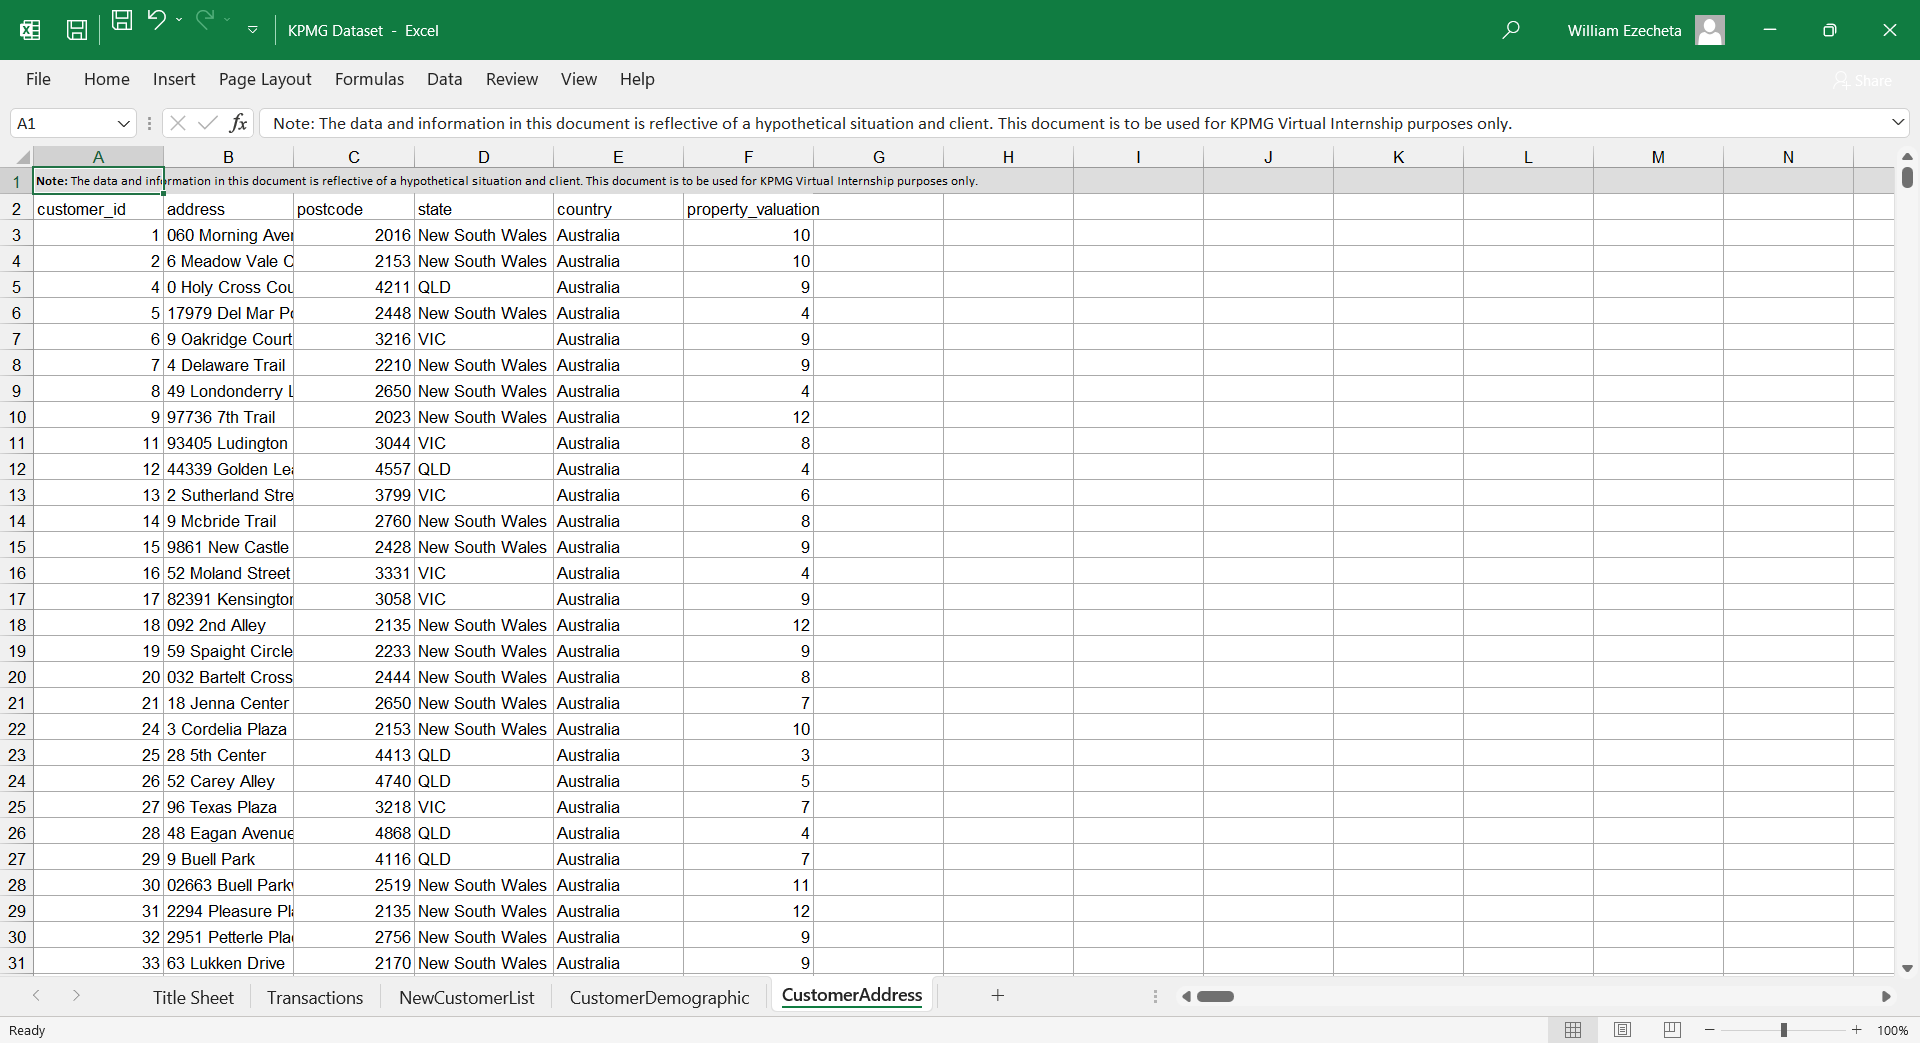 KPMG Dataset - Excel
William Ezecheta
File Home Insert Page Layout Formulas Data Review View Help
Share
A1 fx Note: The data and information in this document is reflective of a hypothetical situation and client. This document is to be used for KPMG Virtual Internship purposes only.
A B C D E F G H I J K L M N
1 Note: The data and information in this document is reflective of a hypothetical situation and client. This document is to be used for KPMG Virtual Internship purposes only.
2 customer_id address postcode state country property_valuation
3 1 060 Morning Aver 2016 New South Wales Australia 10
4 2 6 Meadow Vale C 2153 New South Wales Australia 10
5 4 0 Holy Cross Cou 4211 QLD Australia 9
6 5 17979 Del Mar Po 2448 New South Wales Australia 4
7 6 9 Oakridge Court 3216 VIC Australia 9
8 7 4 Delaware Trail 2210 New South Wales Australia 9
9 8 49 Londonderry L 2650 New South Wales Australia 4
10 9 97736 7th Trail 2023 New South Wales Australia 12
11 11 93405 Ludington 3044 VIC Australia 8
12 12 44339 Golden Lea 4557 QLD Australia 4
13 13 2 Sutherland Stre 3799 VIC Australia 6
14 14 9 Mcbride Trail 2760 New South Wales Australia 8
15 15 9861 New Castle 2428 New South Wales Australia 9
16 16 52 Moland Street 3331 VIC Australia 4
17 17 82391 Kensington 3058 VIC Australia 9
18 18 092 2nd Alley 2135 New South Wales Australia 12
19 19 59 Spaight Circle 2233 New South Wales Australia 9
20 20 032 Bartelt Cross 2444 New South Wales Australia 8
21 21 18 Jenna Center 2650 New South Wales Australia 7
22 24 3 Cordelia Plaza 2153 New South Wales Australia 10
23 25 28 5th Center 4413 QLD Australia 3
24 26 52 Carey Alley 4740 QLD Australia 5
25 27 96 Texas Plaza 3218 VIC Australia 7
26 28 48 Eagan Avenue 4868 QLD Australia 4
27 29 9 Buell Park 4116 QLD Australia 7
28 30 02663 Buell Park 2519 New South Wales Australia 11
29 31 2294 Pleasure Pla 2135 New South Wales Australia 12
30 32 2951 Petterle Plac 2756 New South Wales Australia 9
31 33 63 Lukken Drive 2170 New South Wales Australia 9
Title Sheet Transactions NewCustomerList CustomerDemographic CustomerAddress
Ready 100%